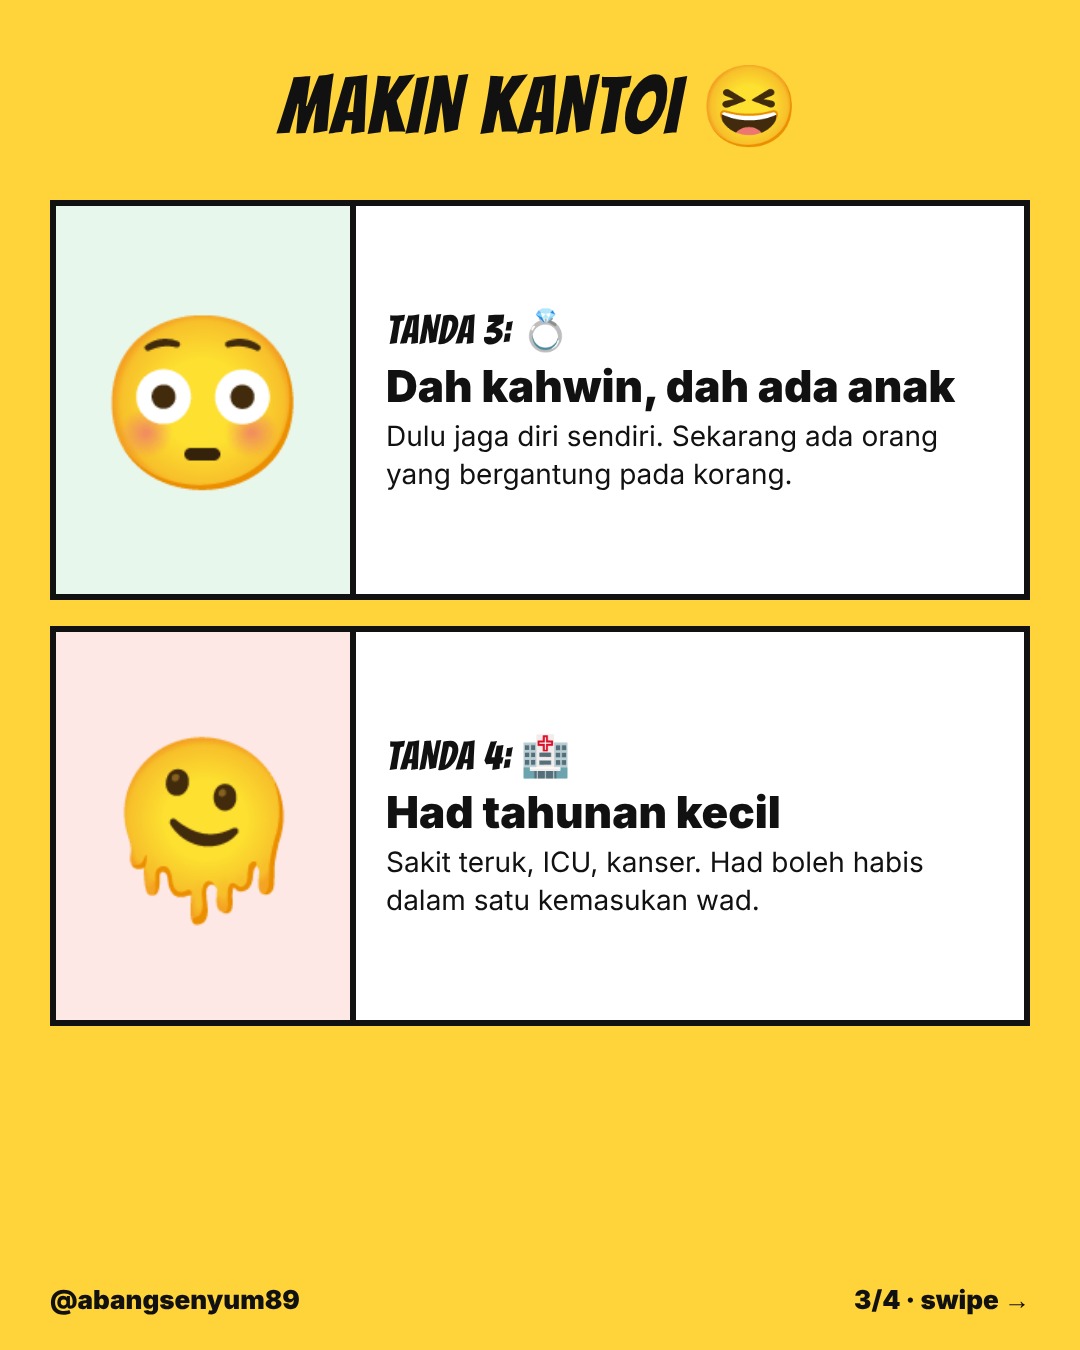 MAKIN KANTOI 😆
TANDA 3: 💍
Dah kahwin, dah ada anak
Dulu jaga diri sendiri. Sekarang ada orang
yang bergantung pada korang.
TANDA 4: 🏥
Had tahunan kecil
Sakit teruk, ICU, kanser. Had boleh habis
dalam satu kemasukan wad.
@abangsenyum89
3/4 · swipe →